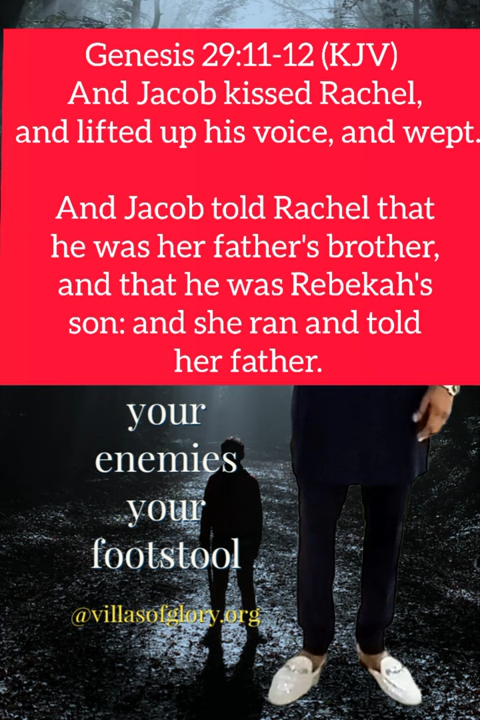 Genesis 29:11-12 (KJV)
And Jacob kissed Rachel,
and lifted up his voice, and wept.
And Jacob told Rachel that
he was her father's brother,
and that he was Rebekah's
son: and she ran and told
her father.
your
enemies
your
footstool
@villasofglory.org